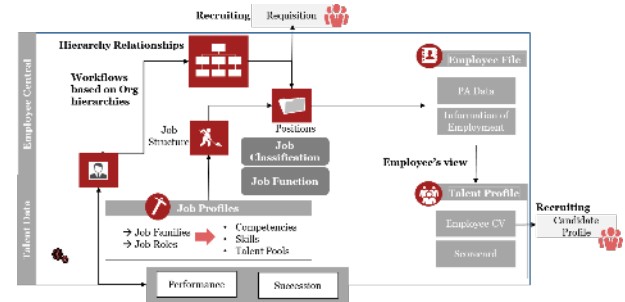 Recruiting
Requisition
Employee Central
Hierarchy Relationships
Workflows
based on Org
hierarchies
Job
Structure
Positions
Job
Classification
Job Function
Employee File
PA Data
Information of
Employment
Employee's view
Talent Data
Job Profiles
→ Job Families
→ Job Roles
• Competencies
• Skills
• Talent Pools
Talent Profile
Employee CV
Scorecard
Recruiting
Candidate
Profile
Performance
Succession